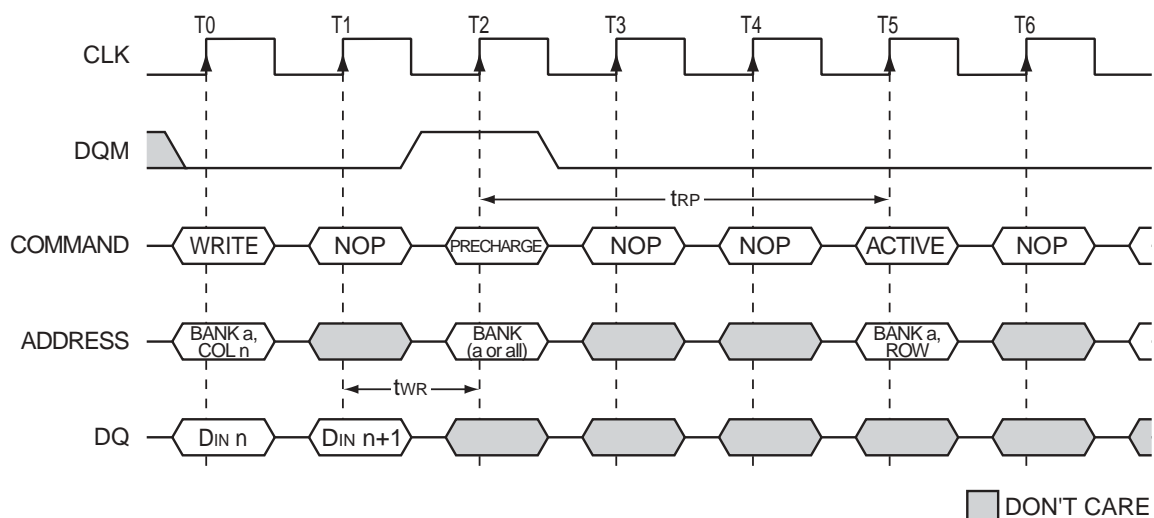 T0 T1 T2 T3 T4 T5 T6
CLK
DQM
tRP
COMMAND WRITE NOP PRECHARGE NOP NOP ACTIVE NOP
ADDRESS BANK a, COL n BANK (a or all) BANK a, ROW
tWR
DQ DIN n DIN n+1
DON'T CARE